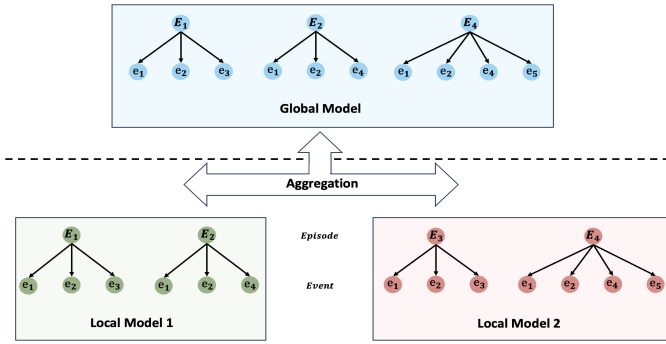 E₁ E₂ E₄
e₁ e₂ e₃ e₁ e₂ e₄ e₁ e₂ e₄ e₅
Global Model
Aggregation
E₁ E₂ Episode E₃ E₄
e₁ e₂ e₃ e₁ e₂ e₄ Event e₁ e₂ e₃ e₁ e₂ e₄ e₅
Local Model 1 Local Model 2